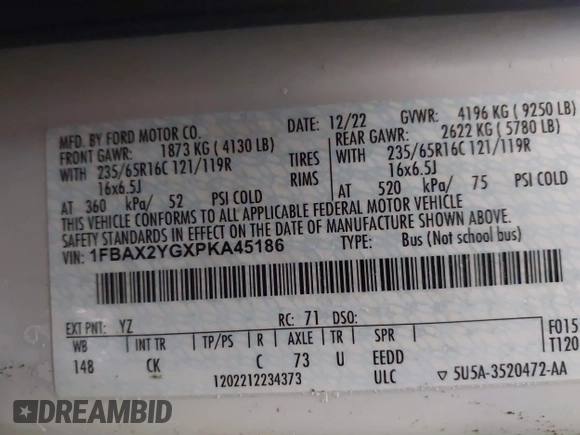 MFD. BY FORD MOTOR CO. DATE: 12/22 GVWR: 4196 KG ( 9250 LB)
FRONT GAWR: 1873 KG ( 4130 LB) REAR GAWR: 2622 KG ( 5780 LB)
WITH 235/65R16C 121/119R TIRES WITH 235/65R16C 121/119R
16x6.5J RIMS 16x6.5J
AT 360 kPa/ 52 PSI COLD AT 520 kPa/ 75 PSI COLD
THIS VEHICLE CONFORMS TO ALL APPLICABLE FEDERAL MOTOR VEHICLE
SAFETY STANDARDS IN EFFECT ON THE DATE OF MANUFACTURE SHOWN ABOVE.
VIN: 1FBAX2YGXPKA45186 TYPE: Bus (Not school Bus)
EXT PNT: YZ RC: 71 DSO:
WB INT TR TP/PS R AXLE TR SPR F015
148 CK C 73 U EEDD T120
1202212234373 ULC ▽ 5U5A-3520472-AA
DREAMBID